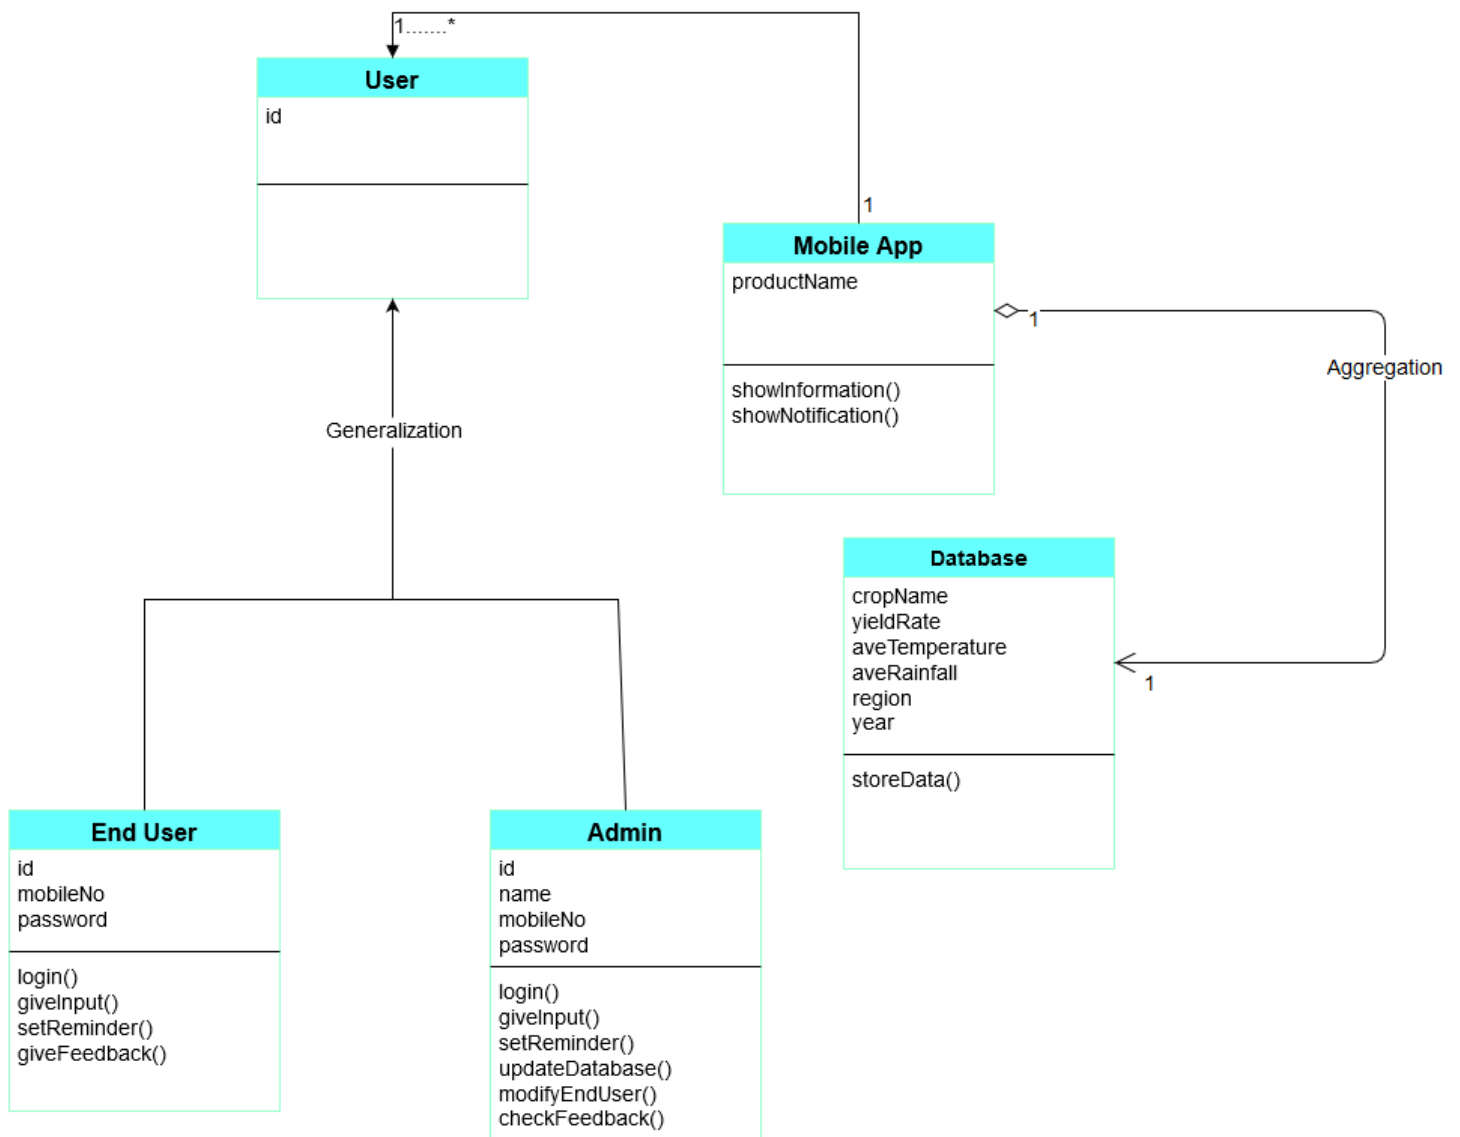 1.......*
User
id
1
Mobile App
productName
1
showInformation()
showNotification()
Aggregation
Generalization
Database
cropName
yieldRate
aveTemperature
aveRainfall
region
year
1
storeData()
End User
id
mobileNo
password
login()
giveInput()
setReminder()
giveFeedback()
Admin
id
name
mobileNo
password
login()
giveInput()
setReminder()
updateDatabase()
modifyEndUser()
checkFeedback()